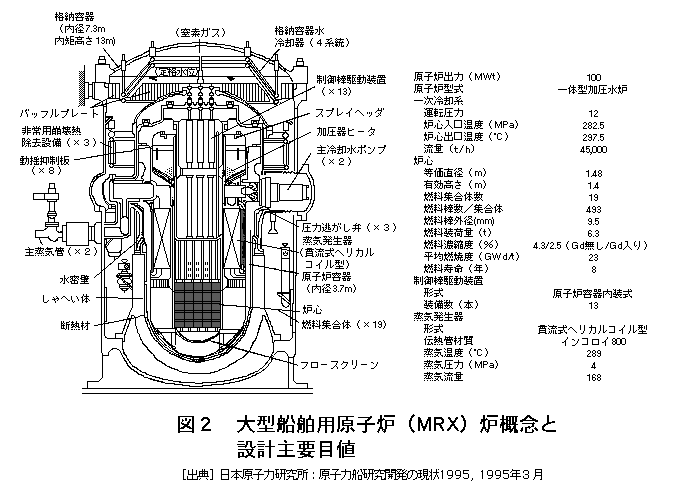 格納容器
（内径7.3m
内矩高さ13m)
（窒素ガス）
格納容器水
冷却器（４系統）
（定格水位）
制御棒駆動装置
（×13）
バッフルプレート
スプレイヘッダ
非常用崩壊熱
除去設備（×３）
加圧器ヒータ
主冷却水ポンプ
（×２）
動揺抑制板
（×８）
圧力逃がし弁（×３）
蒸気発生器
（貫流式ヘリカル
コイル型）
主蒸気管（×２）
原子炉容器
（内径3.7m）
水密壁
しゃへい体
炉心
断熱材
燃料集合体（×19）
フロースクリーン
原子炉出力（MWt） 100
原子炉型式 一体型加圧水炉
一次冷却系
運転圧力 12
炉心入口温度（MPa） 282.5
炉心出口温度（℃） 297.5
流量（t/h） 45,000
炉心
等価直径（m） 1.48
有効高さ（m） 1.4
燃料集合体数 19
燃料棒数／集合体 493
燃料棒外径(mm) 9.5
燃料装荷量（t） 6.3
燃料濃縮度（％） 4.3/2.5（Gd無し/Gd入り）
平均燃焼度（GWd/t） 23
燃料寿命（年） 8
制御棒駆動装置
形式 原子炉容器内装式
装備数（本） 13
蒸気発生器
形式 貫流式ヘリカルコイル型
伝熱管材質 インコロイ800
蒸気温度（℃） 289
蒸気圧力（MPa） 4
蒸気流量 168
図２ 大型船舶用原子炉（MRX）炉概念と
設計主要目値
［出典］日本原子力研究所：原子力船研究開発の現状1995, 1995年３月